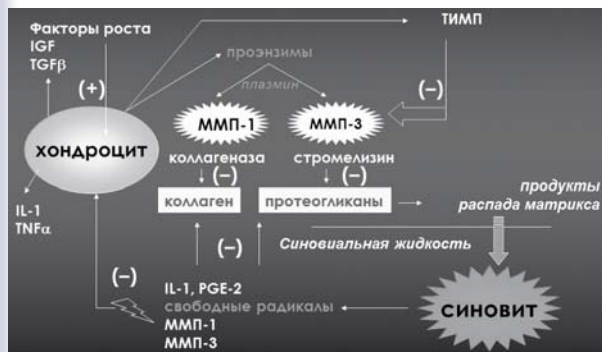 Факторы роста
IGF
TGFβ
(+)
ТИМП
проэнзимы
плазмин
(–)
ММП-1
ММП-3
ХОНДРОЦИТ
коллагеназа
стромелизин
(–)
(–)
коллаген
протеогликаны
продукты
распада матрикса
IL-1
TNFα
Синовиальная жидкость
(–)
(–)
IL-1, PGE-2
свободные радикалы
ММП-1
ММП-3
СИНОВИТ